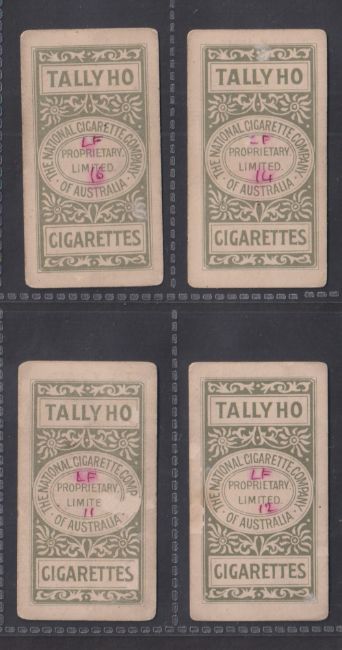 TALLY HO
THE NATIONAL CIGARETTE COMPANY
LF
PROPRIETARY.
LIMITED.
16
OF AUSTRALIA
CIGARETTES
TALLY HO
THE NATIONAL CIGARETTE COMPANY
LF
PROPRIETARY.
LIMITED.
14
OF AUSTRALIA
CIGARETTES
TALLY HO
THE NATIONAL CIGARETTE COMP
LF
PROPRIETARY.
LIMITE
11
OF AUSTRALIA
CIGARETTES
TALLY HO
THE NATIONAL CIGARETTE COMPANY
LF
PROPRIETARY.
LIMITED.
12
OF AUSTRALIA
CIGARETTES